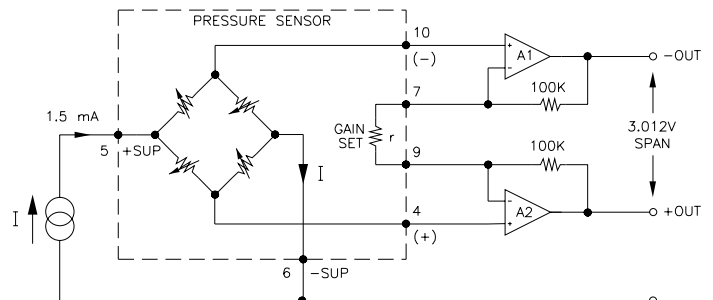 PRESSURE SENSOR
10
(-)
A1
+
-
-OUT
7
100K
1.5 mA
GAIN
SET
r
3.012V
SPAN
5
+SUP
9
100K
I
I
-
+
A2
+OUT
4
(+)
6
-SUP